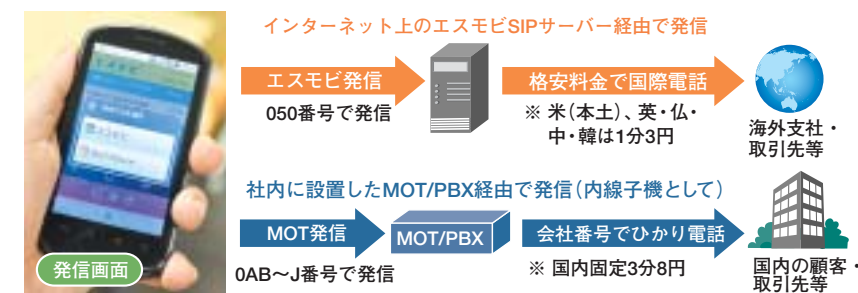 インターネット上のエスモビSIPサーバー経由で発信
エスモビ発信
050番号で発信
格安料金で国際電話
※ 米(本土)、英・仏・
中・韓は1分3円
海外支社・
取引先等
社内に設置したMOT/PBX経由で発信(内線子機として)
MOT発信
0AB〜J番号で発信
MOT/PBX
会社番号でひかり電話
※ 国内固定3分8円
国内の顧客・
取引先等
発信画面